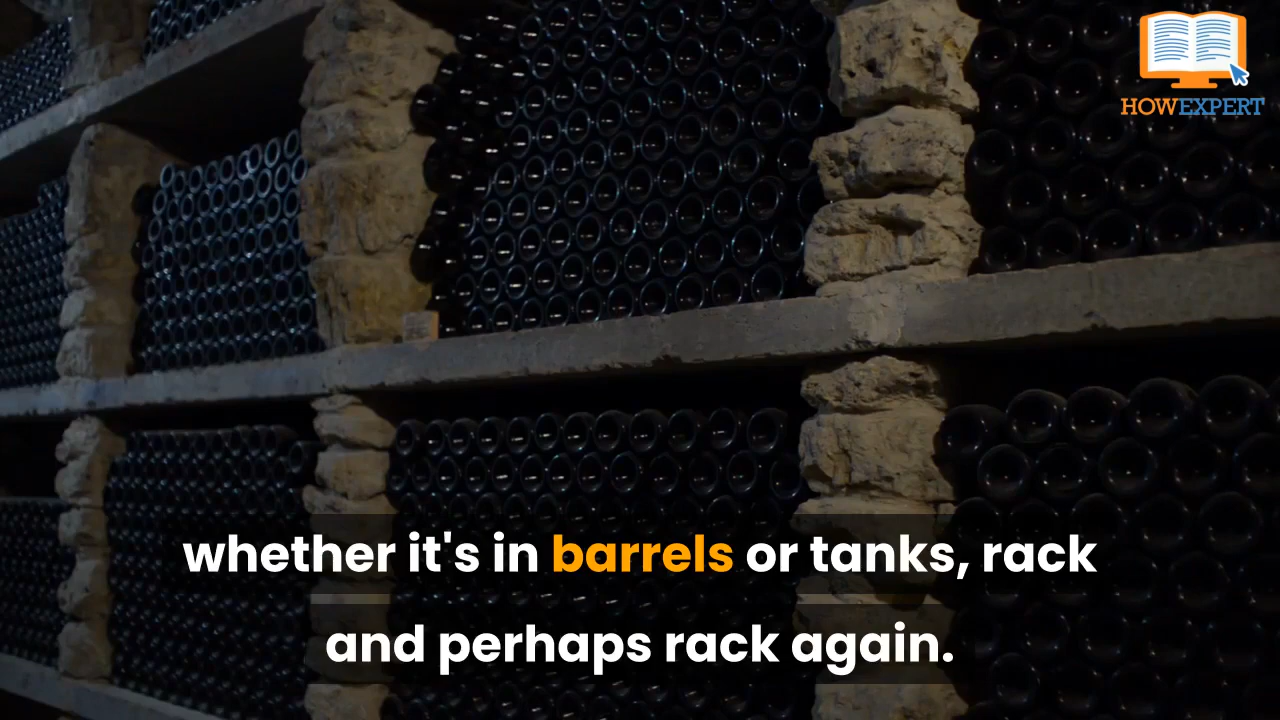 HOWEXPERT
whether it's in barrels or tanks, rack
and perhaps rack again.